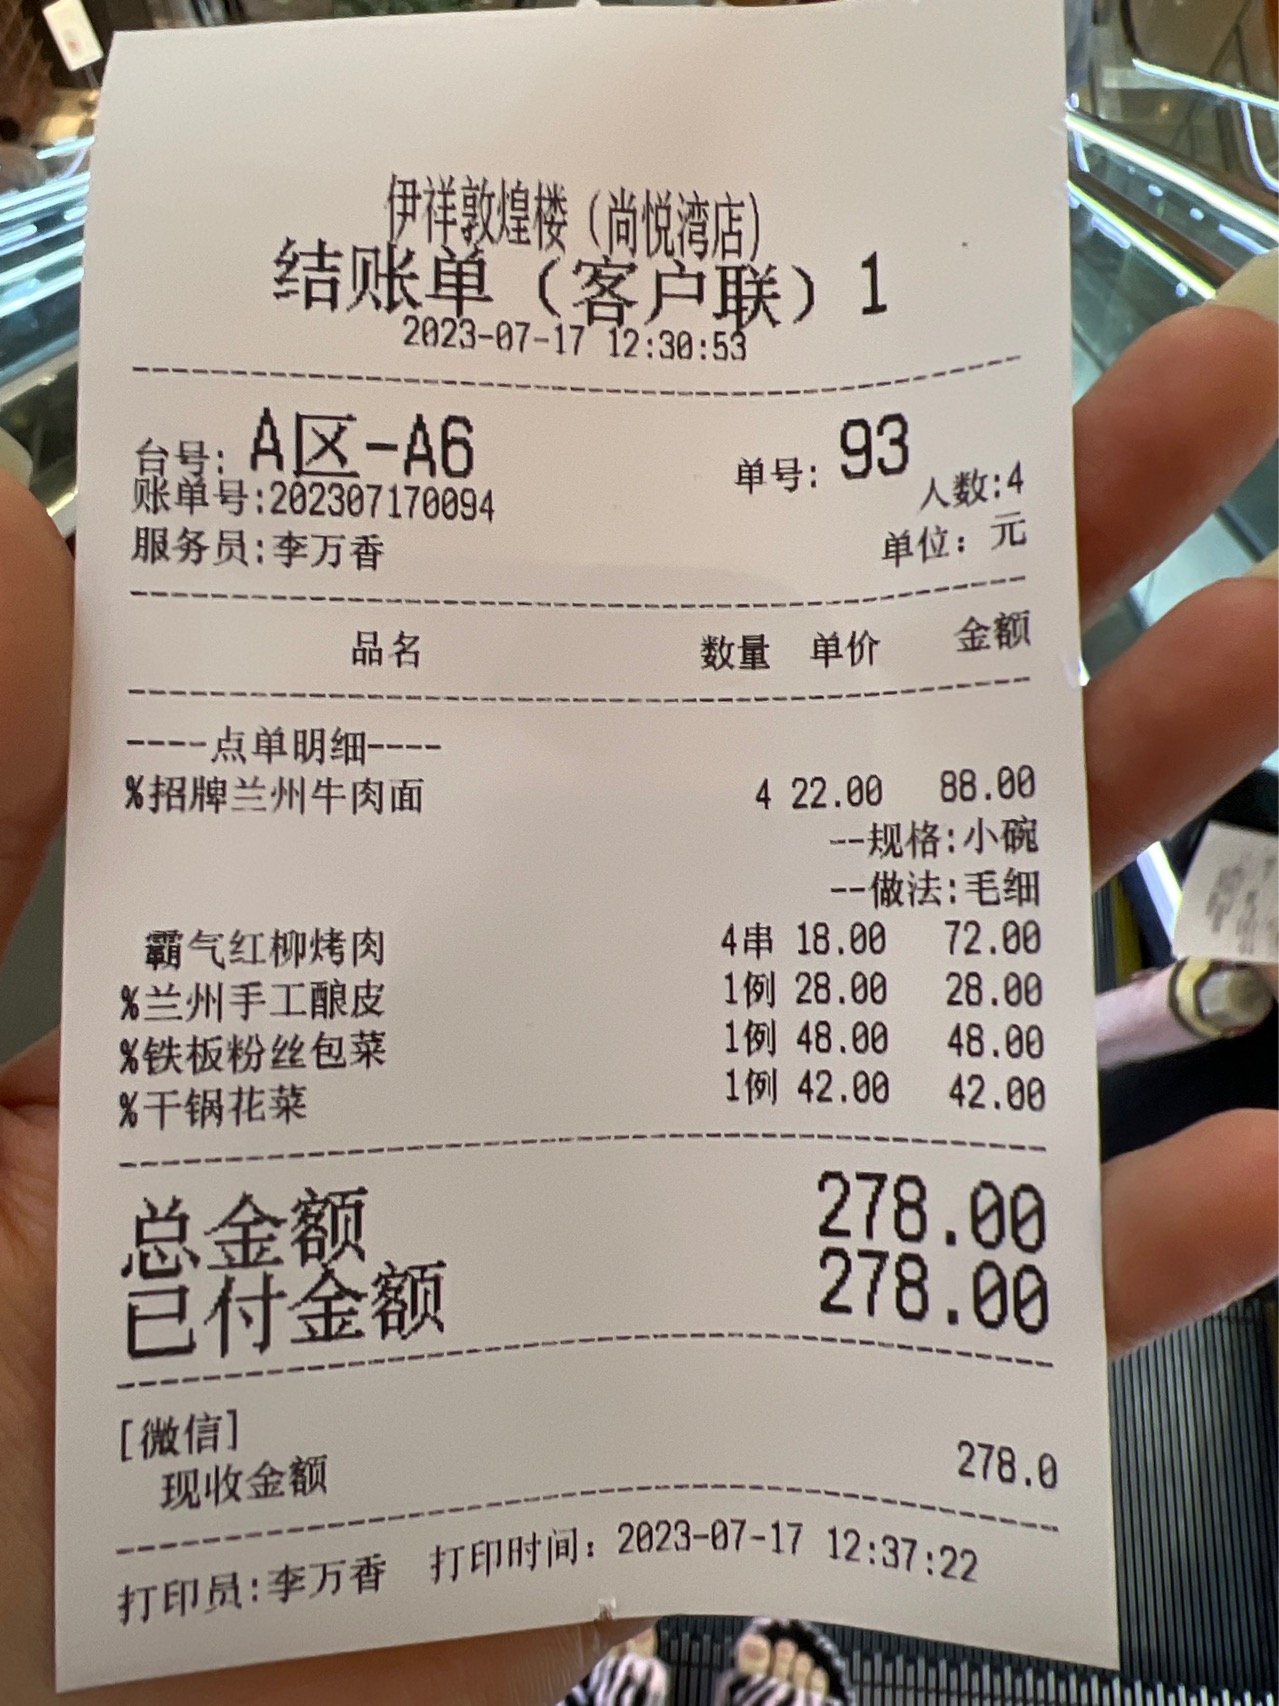 伊祥敦煌楼（尚悦湾店）
结账单（客户联）1
2023-07-17 12:30:53
台号: A区-A6 单号: 93
账单号:202307170094 人数:4
服务员:李万香 单位: 元
品名 数量 单价 金额
----点单明细----
%招牌兰州牛肉面 4 22.00 88.00
--规格:小碗
--做法:毛细
霸气红柳烤肉 4串 18.00 72.00
%兰州手工酿皮 1例 28.00 28.00
%铁板粉丝包菜 1例 48.00 48.00
%干锅花菜 1例 42.00 42.00
总金额 278.00
已付金额 278.00
[微信]
现收金额 278.0
打印员:李万香 打印时间: 2023-07-17 12:37:22